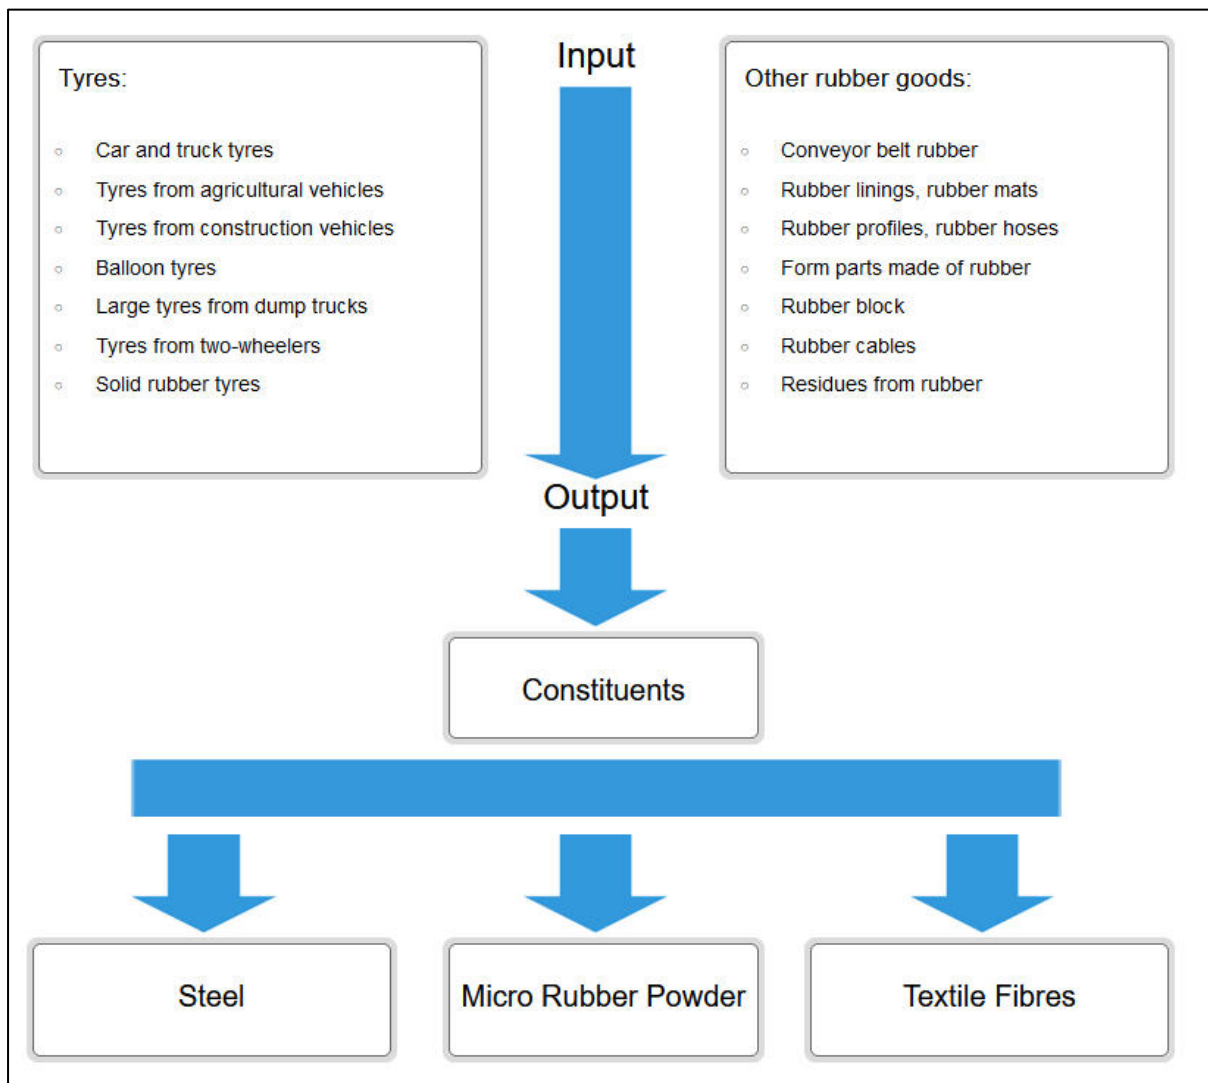 Tyres:
Car and truck tyres
Tyres from agricultural vehicles
Tyres from construction vehicles
Balloon tyres
Large tyres from dump trucks
Tyres from two-wheelers
Solid rubber tyres
Input
Other rubber goods:
Conveyor belt rubber
Rubber linings, rubber mats
Rubber profiles, rubber hoses
Form parts made of rubber
Rubber block
Rubber cables
Residues from rubber
Output
Constituents
Steel
Micro Rubber Powder
Textile Fibres